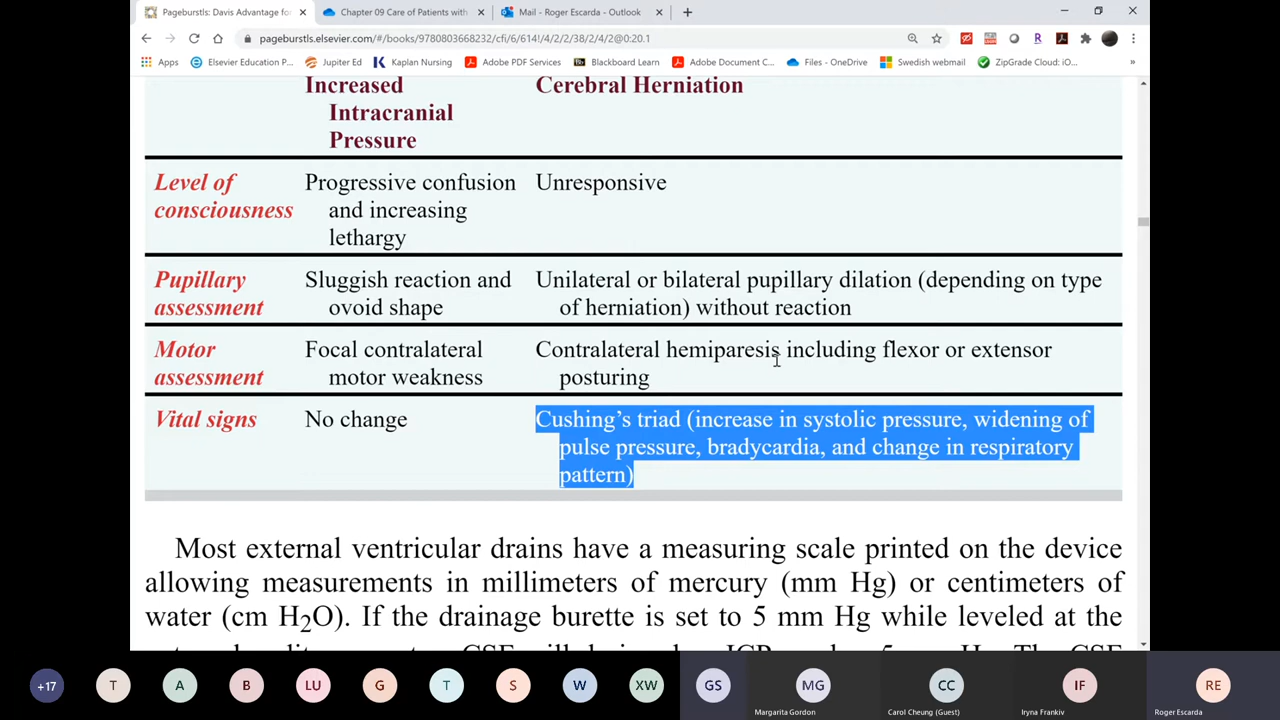 Pageburstls: Davis Advantage for
Chapter 09 Care of Patients with
Mail - Roger Escarda - Outlook
pageburstls.elsevier.com/#/books/9780803668232/cfi/6/614!/4/2/2/38/2/4/2@0:20.1
Apps
Elsevier Education P...
Jupiter Ed
Kaplan Nursing
Adobe PDF Services
Blackboard Learn
Adobe Document C...
Files - OneDrive
Swedish webmail
ZipGrade Cloud: iO...
»
Increased
Intracranial
Pressure
Cerebral Herniation
Level of
consciousness
Progressive confusion
and increasing
lethargy
Unresponsive
Pupillary
assessment
Sluggish reaction and
ovoid shape
Unilateral or bilateral pupillary dilation (depending on type
of herniation) without reaction
Motor
assessment
Focal contralateral
motor weakness
Contralateral hemiparesis including flexor or extensor
posturing
Vital signs
No change
Cushing’s triad (increase in systolic pressure, widening of
pulse pressure, bradycardia, and change in respiratory
pattern)
Most external ventricular drains have a measuring scale printed on the device
allowing measurements in millimeters of mercury (mm Hg) or centimeters of
water (cm H2O). If the drainage burette is set to 5 mm Hg while leveled at the
+17
T
A
B
LU
G
T
S
W
XW
GS
MG
Margarita Gordon
CC
Carol Cheung (Guest)
IF
Iryna Frankiv
RE
Roger Escarda